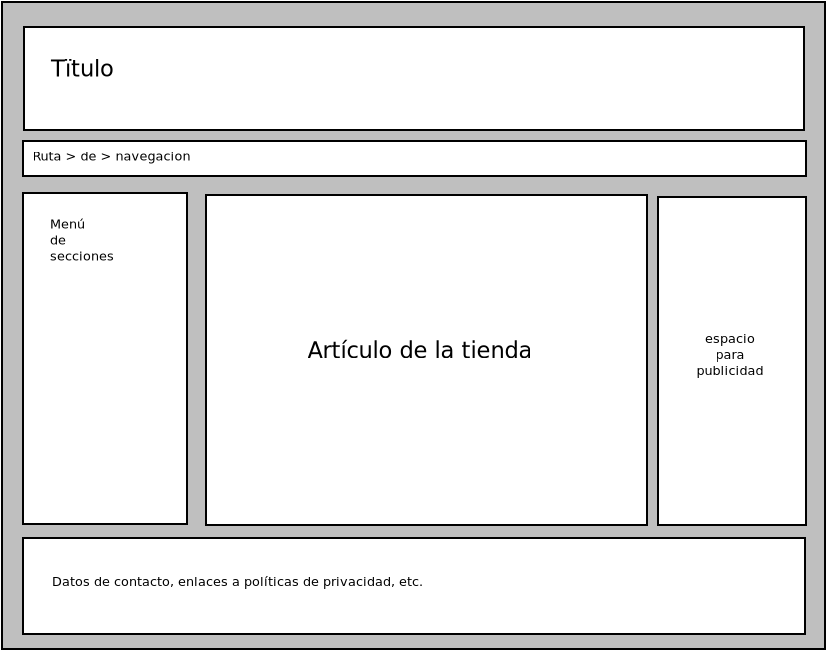 Tïtulo
Ruta > de > navegacion
Menú
de
secciones
Artículo de la tienda
espacio
para
publicidad
Datos de contacto, enlaces a políticas de privacidad, etc.